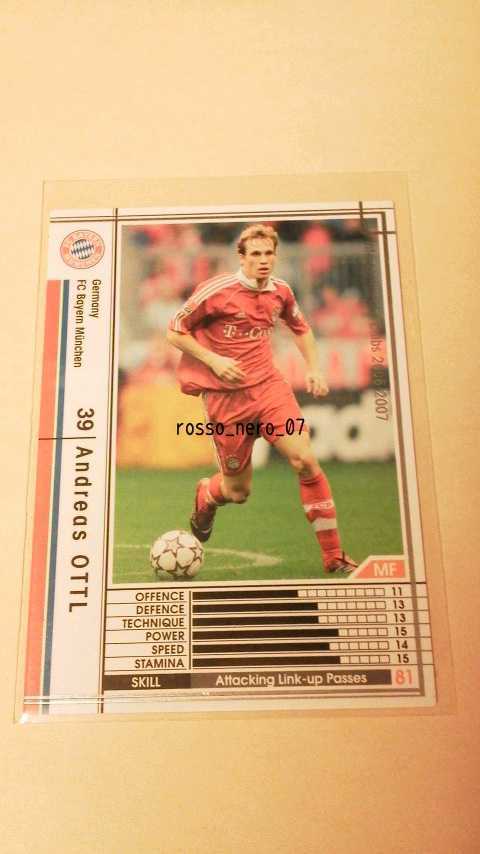 Germany
FC Bayern München
39 Andreas OTTL
2006-2007
T··Com
rosso_nero_07
MF
OFFENCE 11
DEFENCE 13
TECHNIQUE 13
POWER 15
SPEED 14
STAMINA 15
SKILL Attacking Link-up Passes 81